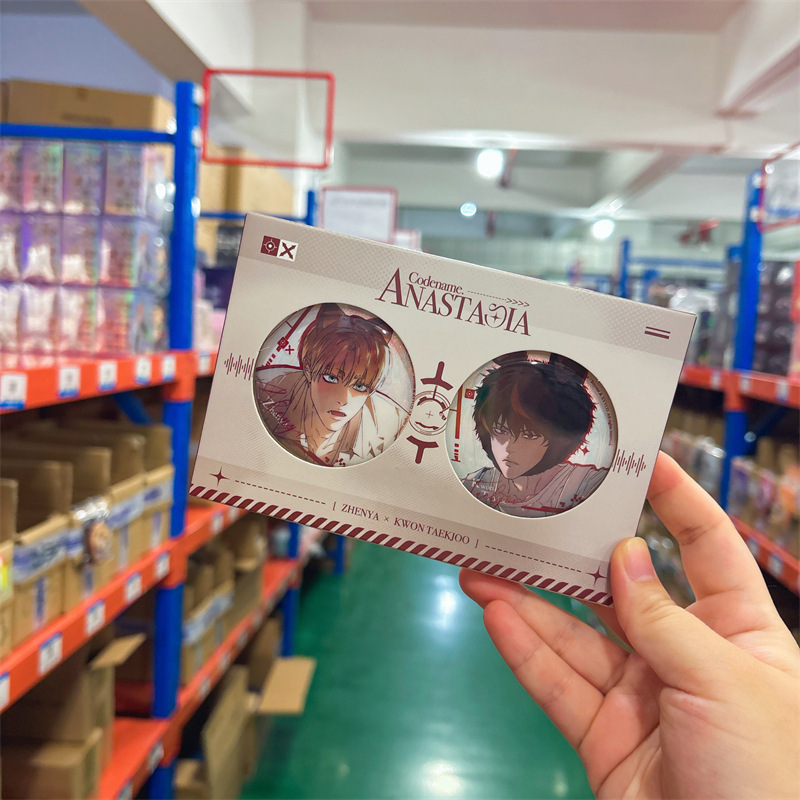 Codename.
ANASTASIA
[ ZHENYA × KWON TAEKJOO ]